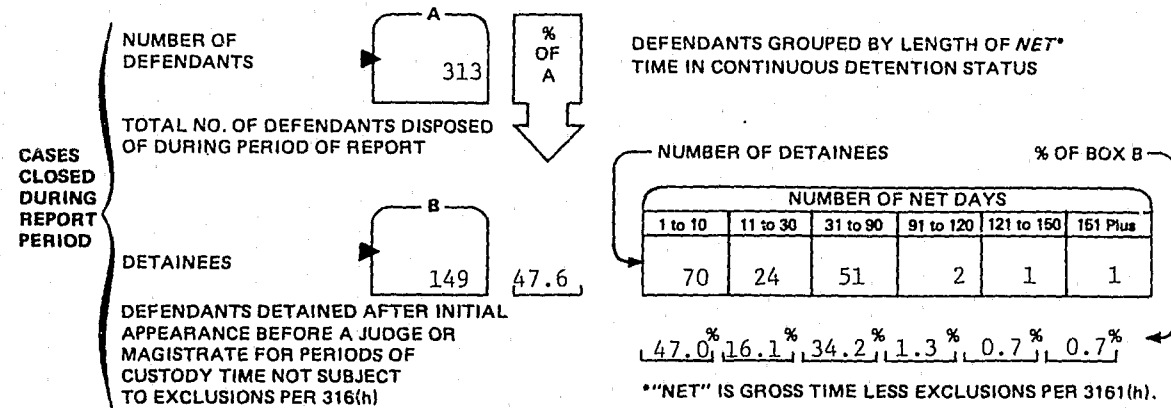 CASES
CLOSED
DURING
REPORT
PERIOD
NUMBER OF
DEFENDANTS
A
313
%
OF
A
TOTAL NO. OF DEFENDANTS DISPOSED
OF DURING PERIOD OF REPORT
DETAINEES
B
149
47.6
DEFENDANTS DETAINED AFTER INITIAL
APPEARANCE BEFORE A JUDGE OR
MAGISTRATE FOR PERIODS OF
CUSTODY TIME NOT SUBJECT
TO EXCLUSIONS PER 316(h)
DEFENDANTS GROUPED BY LENGTH OF NET*
TIME IN CONTINUOUS DETENTION STATUS
NUMBER OF DETAINEES % OF BOX B
NUMBER OF NET DAYS
1 to 10 11 to 30 31 to 90 91 to 120 121 to 150 151 Plus
70 24 51 2 1 1
47.0% 16.1% 34.2% 1.3% 0.7% 0.7%
*"NET" IS GROSS TIME LESS EXCLUSIONS PER 3161(h).